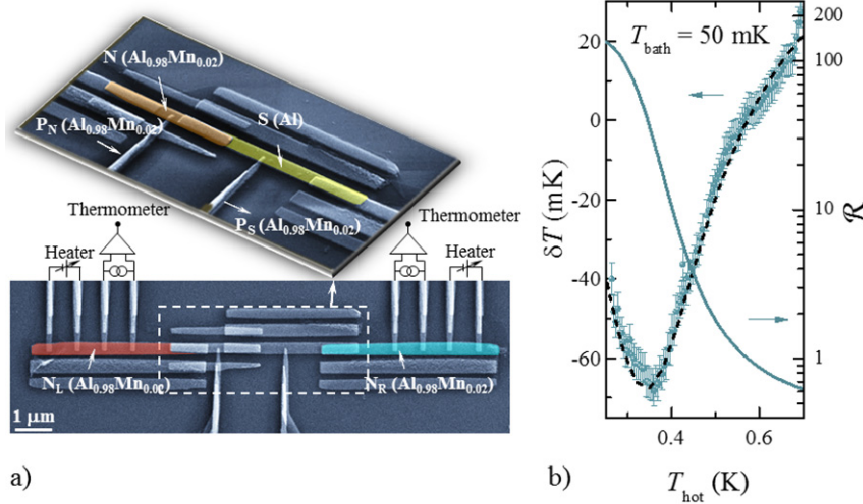 N (Al0.98Mn0.02)
S (Al)
PN (Al0.98Mn0.02)
Thermometer
PS (Al0.98Mn0.02)
Thermometer
Heater
Heater
NL (Al0.98Mn0.02)
NR (Al0.98Mn0.02)
1 μm
a)
Tbath = 50 mK
20
0
-20
-40
-60
δT (mK)
200
100
10
1
ℛ
0.4
0.6
Thot (K)
b)